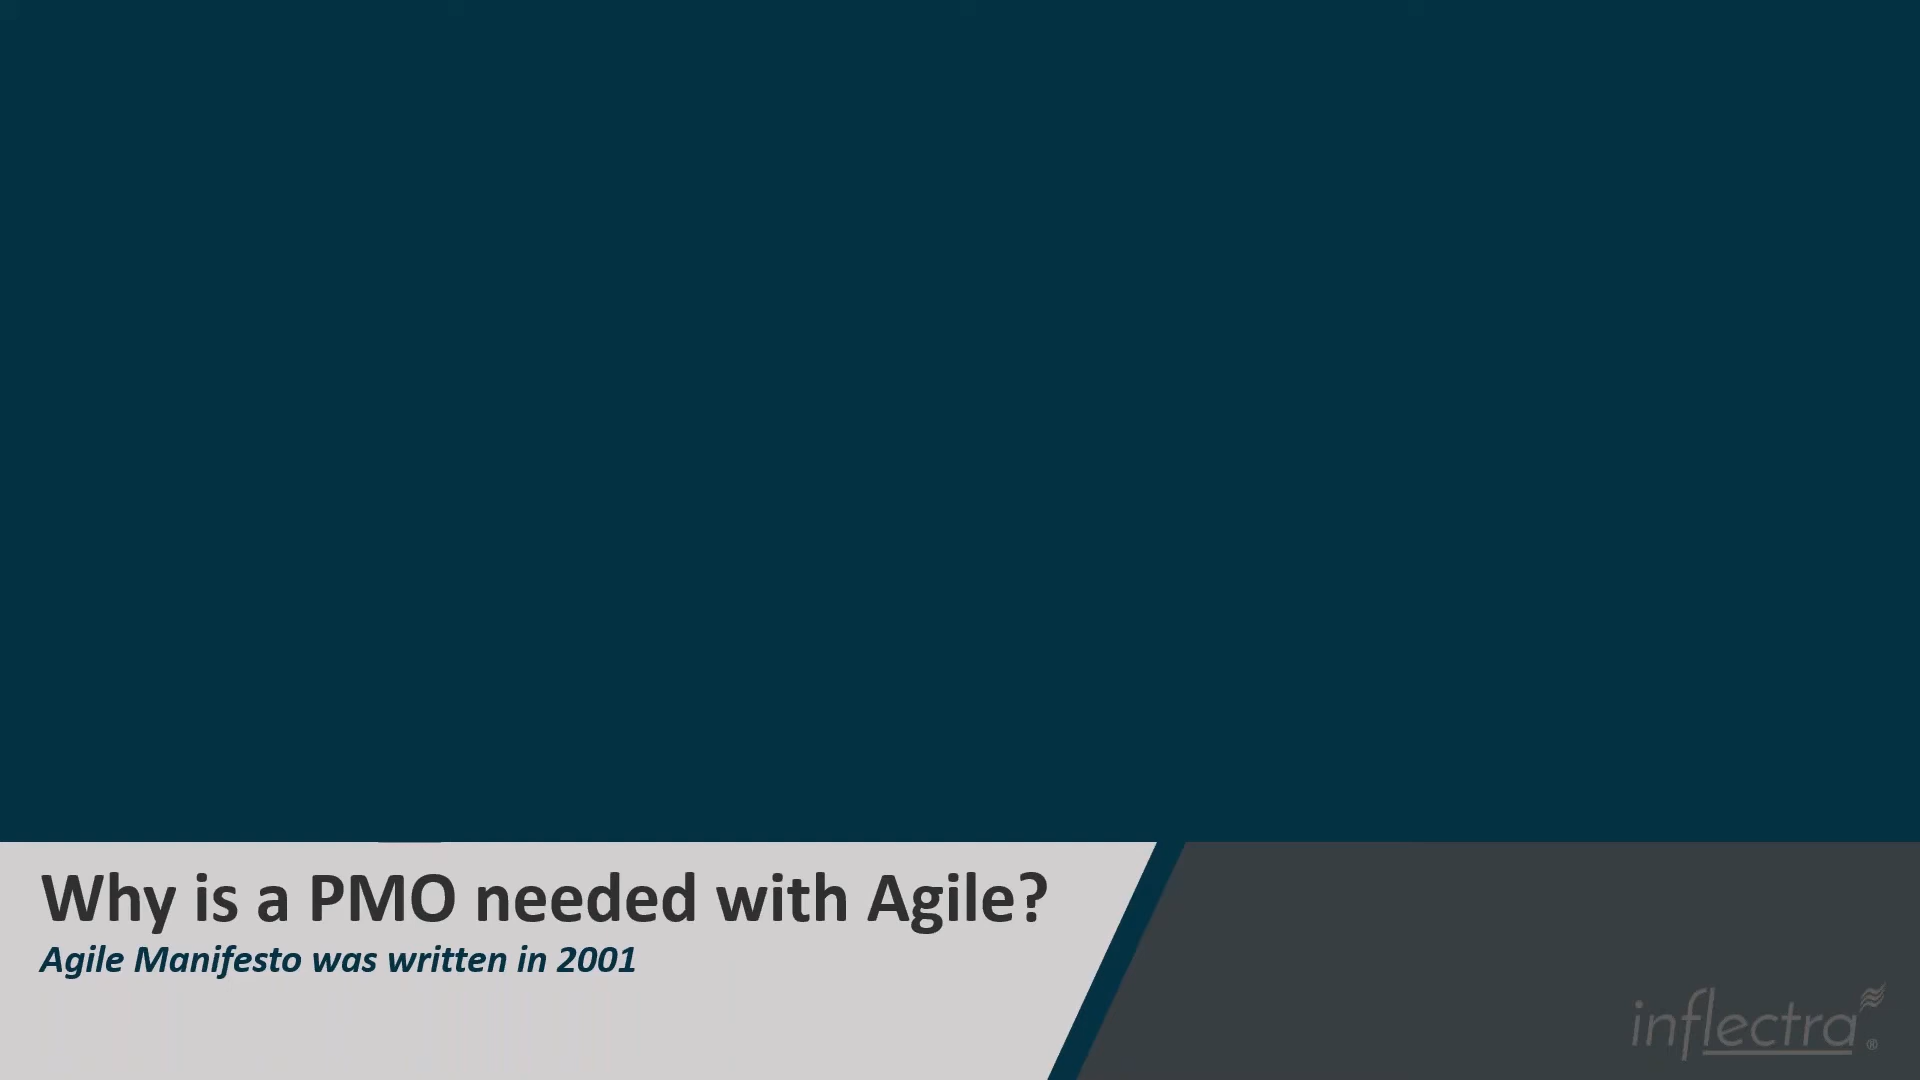 Why is a PMO needed with Agile?
Agile Manifesto was written in 2001
inflectra®